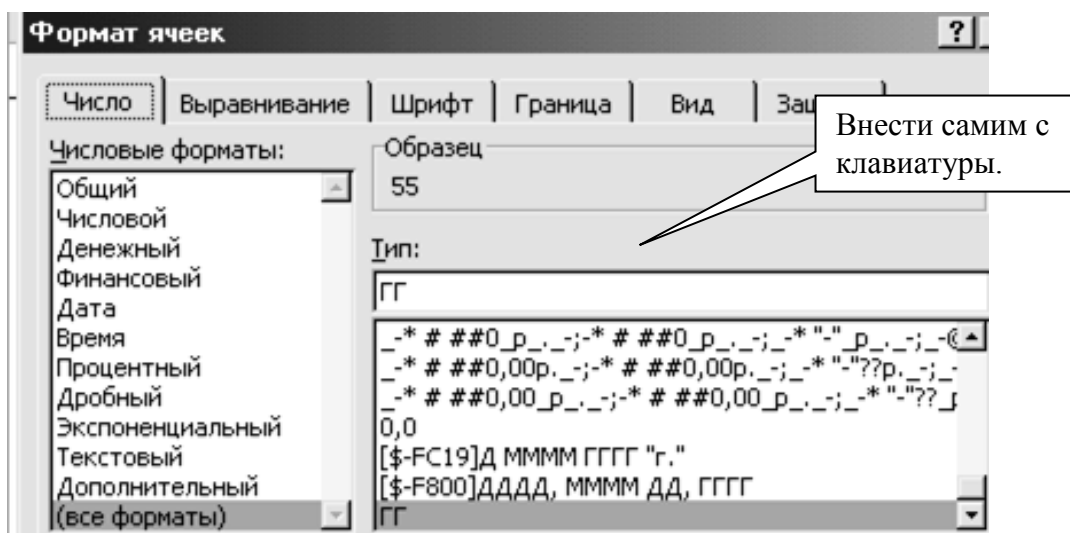 Формат ячеек
?
Число Выравнивание Шрифт Граница Вид
Внести самим с
клавиатуры.
Числовые форматы:
Общий
Числовой
Денежный
Финансовый
Дата
Время
Процентный
Дробный
Экспоненциальный
Текстовый
Дополнительный
(все форматы)
Образец
55
Тип:
ГГ
_-* # ##0_р_._-;-* # ##0_р_._-;_-* "-"_р_._-;_-@
_-* # ##0,00р._-;-* # ##0,00р._-;_-* "-"??р._-;_-
_-* # ##0,00_р_._-;-* # ##0,00_р_._-;_-* "-"??_р
0,0
[$-FC19]Д ММММ ГГГГ "г."
[$-F800]ДДДД, ММММ ДД, ГГГГ
ГГ